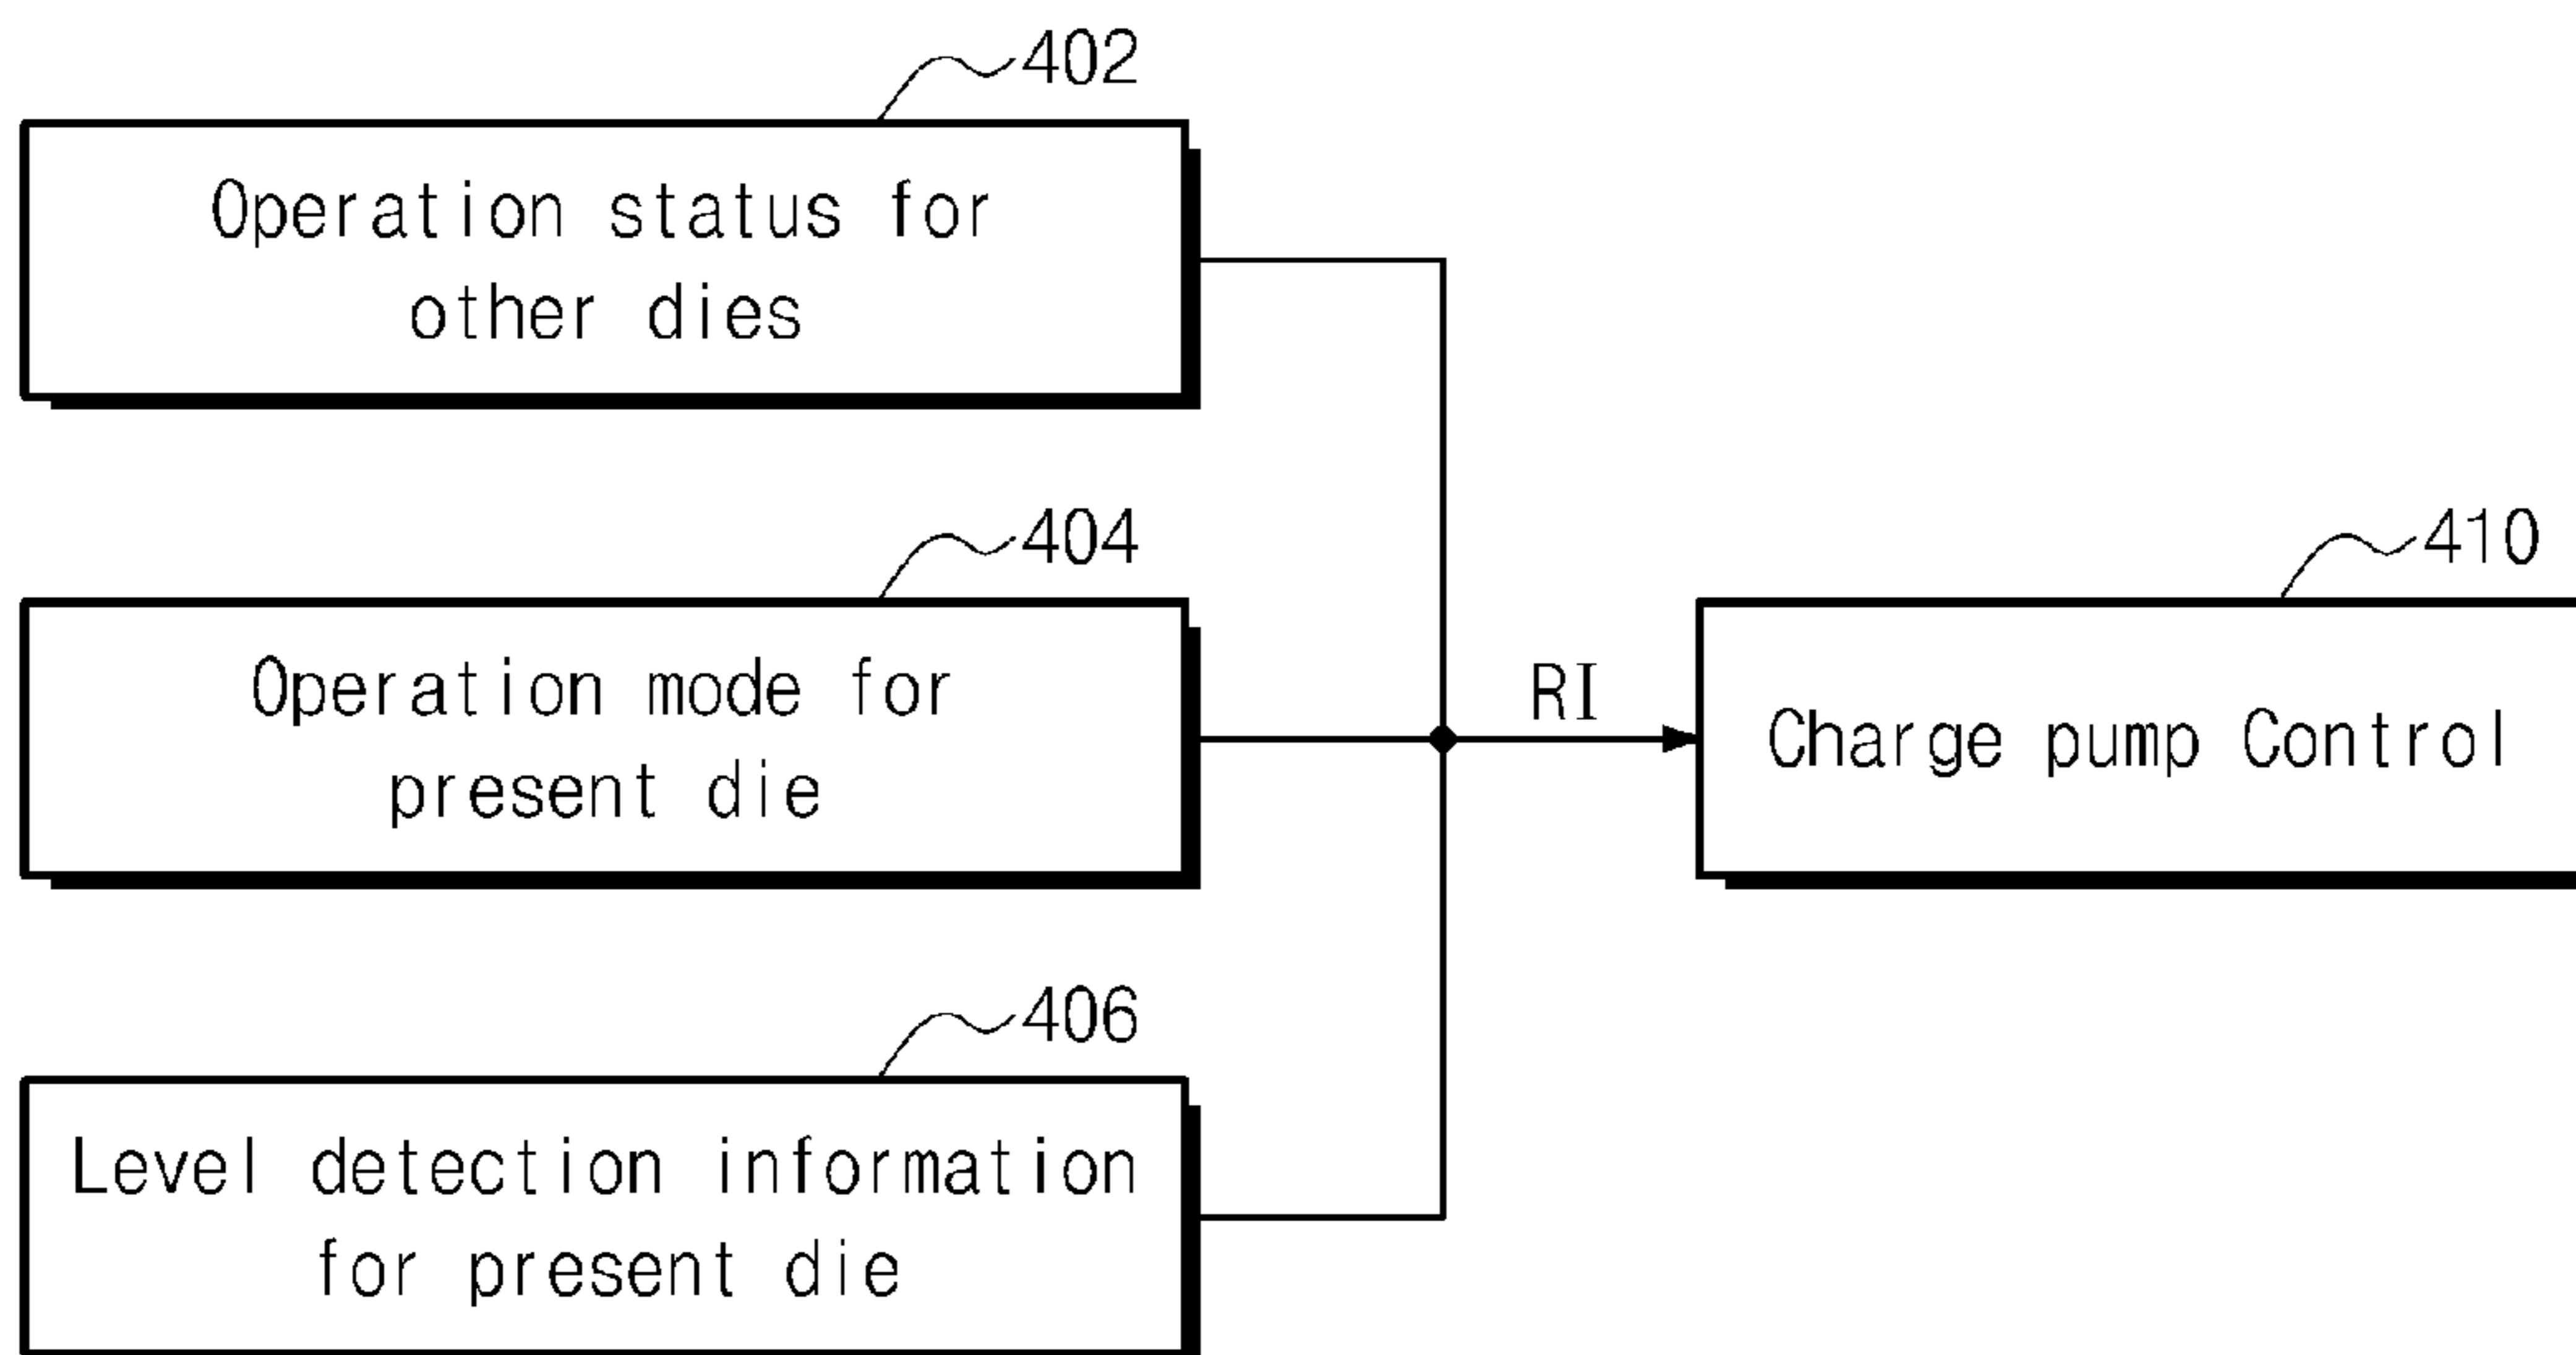 402
Operation status for
other dies
404
Operation mode for
present die
RI
410
Charge pump Control
406
Level detection information
for present die